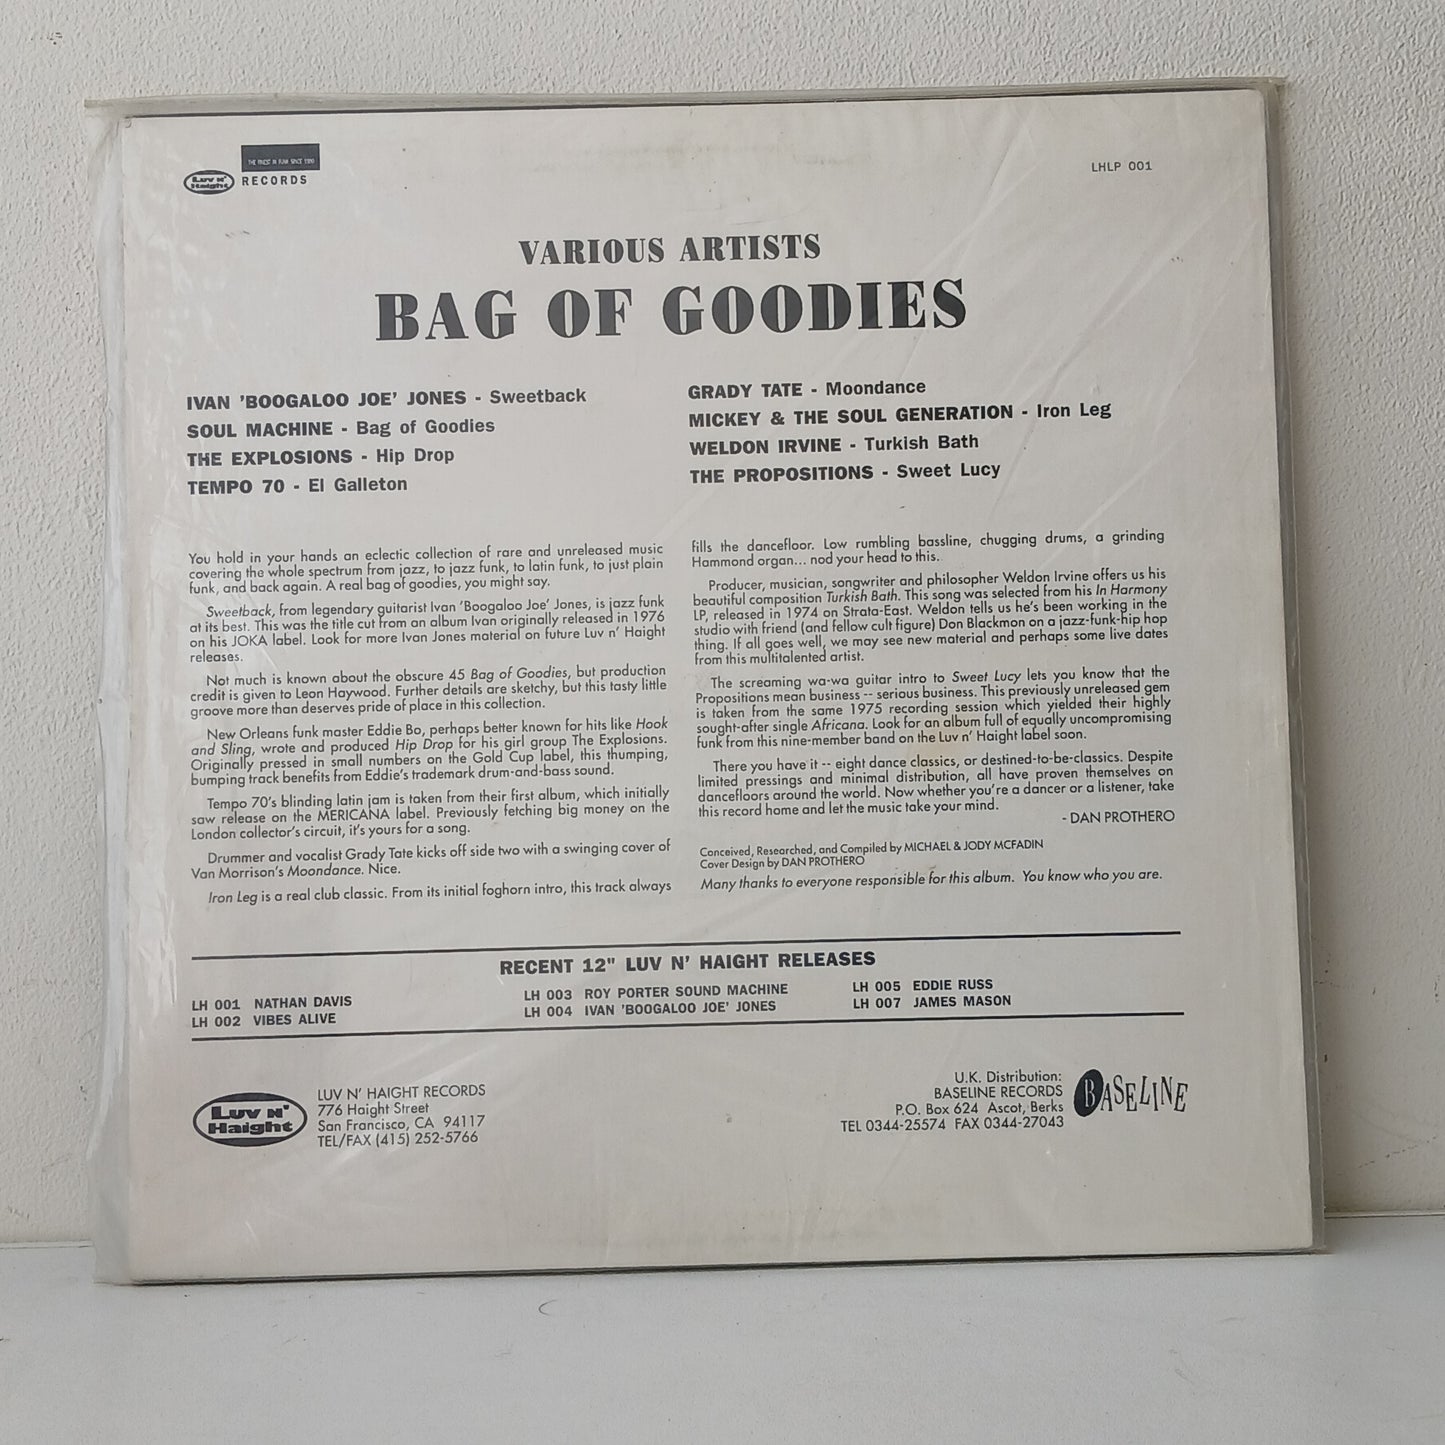 THE FINEST IN FUNK SINCE 1990
Luv n' Haight RECORDS
LHLP 001
VARIOUS ARTISTS
BAG OF GOODIES
IVAN 'BOOGALOO JOE' JONES - Sweetback
SOUL MACHINE - Bag of Goodies
THE EXPLOSIONS - Hip Drop
TEMPO 70 - El Galleton
GRADY TATE - Moondance
MICKEY & THE SOUL GENERATION - Iron Leg
WELDON IRVINE - Turkish Bath
THE PROPOSITIONS - Sweet Lucy
You hold in your hands an eclectic collection of rare and unreleased music
covering the whole spectrum from jazz, to jazz funk, to latin funk, to just plain
funk, and back again. A real bag of goodies, you might say.
Sweetback, from legendary guitarist Ivan 'Boogaloo Joe' Jones, is jazz funk
at its best. This was the title cut from an album Ivan originally released in 1976
on his JOKA label. Look for more Ivan Jones material on future Luv n' Haight
releases.
Not much is known about the obscure 45 Bag of Goodies, but production
credit is given to Leon Haywood. Further details are sketchy, but this tasty little
groove more than deserves pride of place in this collection.
New Orleans funk master Eddie Bo, perhaps better known for hits like Hook
and Sling, wrote and produced Hip Drop for his girl group The Explosions.
Originally pressed in small numbers on the Gold Cup label, this thumping,
bumping track benefits from Eddie's trademark drum-and-bass sound.
Tempo 70's blinding latin jam is taken from their first album, which initially
saw release on the MERICANA label. Previously fetching big money on the
London collector's circuit, it's yours for a song.
Drummer and vocalist Grady Tate kicks off side two with a swinging cover of
Van Morrison's Moondance. Nice.
Iron Leg is a real club classic. From its initial foghorn intro, this track always
fills the dancefloor. Low rumbling bassline, chugging drums, a grinding
Hammond organ... nod your head to this.
Producer, musician, songwriter and philosopher Weldon Irvine offers us his
beautiful composition Turkish Bath. This song was selected from his In Harmony
LP, released in 1974 on Strata-East. Weldon tells us he's been working in the
studio with friend (and fellow cult figure) Don Blackmon on a jazz-funk-hip hop
thing. If all goes well, we may see new material and perhaps some live dates
from this multitalented artist.
The screaming wa-wa guitar intro to Sweet Lucy lets you know that the
Propositions mean business -- serious business. This previously unreleased gem
is taken from the same 1975 recording session which yielded their highly
sought-after single Africana. Look for an album full of equally uncompromising
funk from this nine-member band on the Luv n' Haight label soon.
There you have it -- eight dance classics, or destined-to-be-classics. Despite
limited pressings and minimal distribution, all have proven themselves on
dancefloors around the world. Now whether you're a dancer or a listener, take
this record home and let the music take your mind.
- DAN PROTHERO
Conceived, Researched, and Compiled by MICHAEL & JODY MCFADIN
Cover Design by DAN PROTHERO
Many thanks to everyone responsible for this album. You know who you are.
RECENT 12" LUV N' HAIGHT RELEASES
LH 001 NATHAN DAVIS
LH 002 VIBES ALIVE
LH 003 ROY PORTER SOUND MACHINE
LH 004 IVAN 'BOOGALOO JOE' JONES
LH 005 EDDIE RUSS
LH 007 JAMES MASON
Luv n'
Haight
LUV N' HAIGHT RECORDS
776 Haight Street
San Francisco, CA 94117
TEL/FAX (415) 252-5766
U.K. Distribution:
BASELINE RECORDS
P.O. Box 624 Ascot, Berks
TEL 0344-25574 FAX 0344-27043
BASELINE